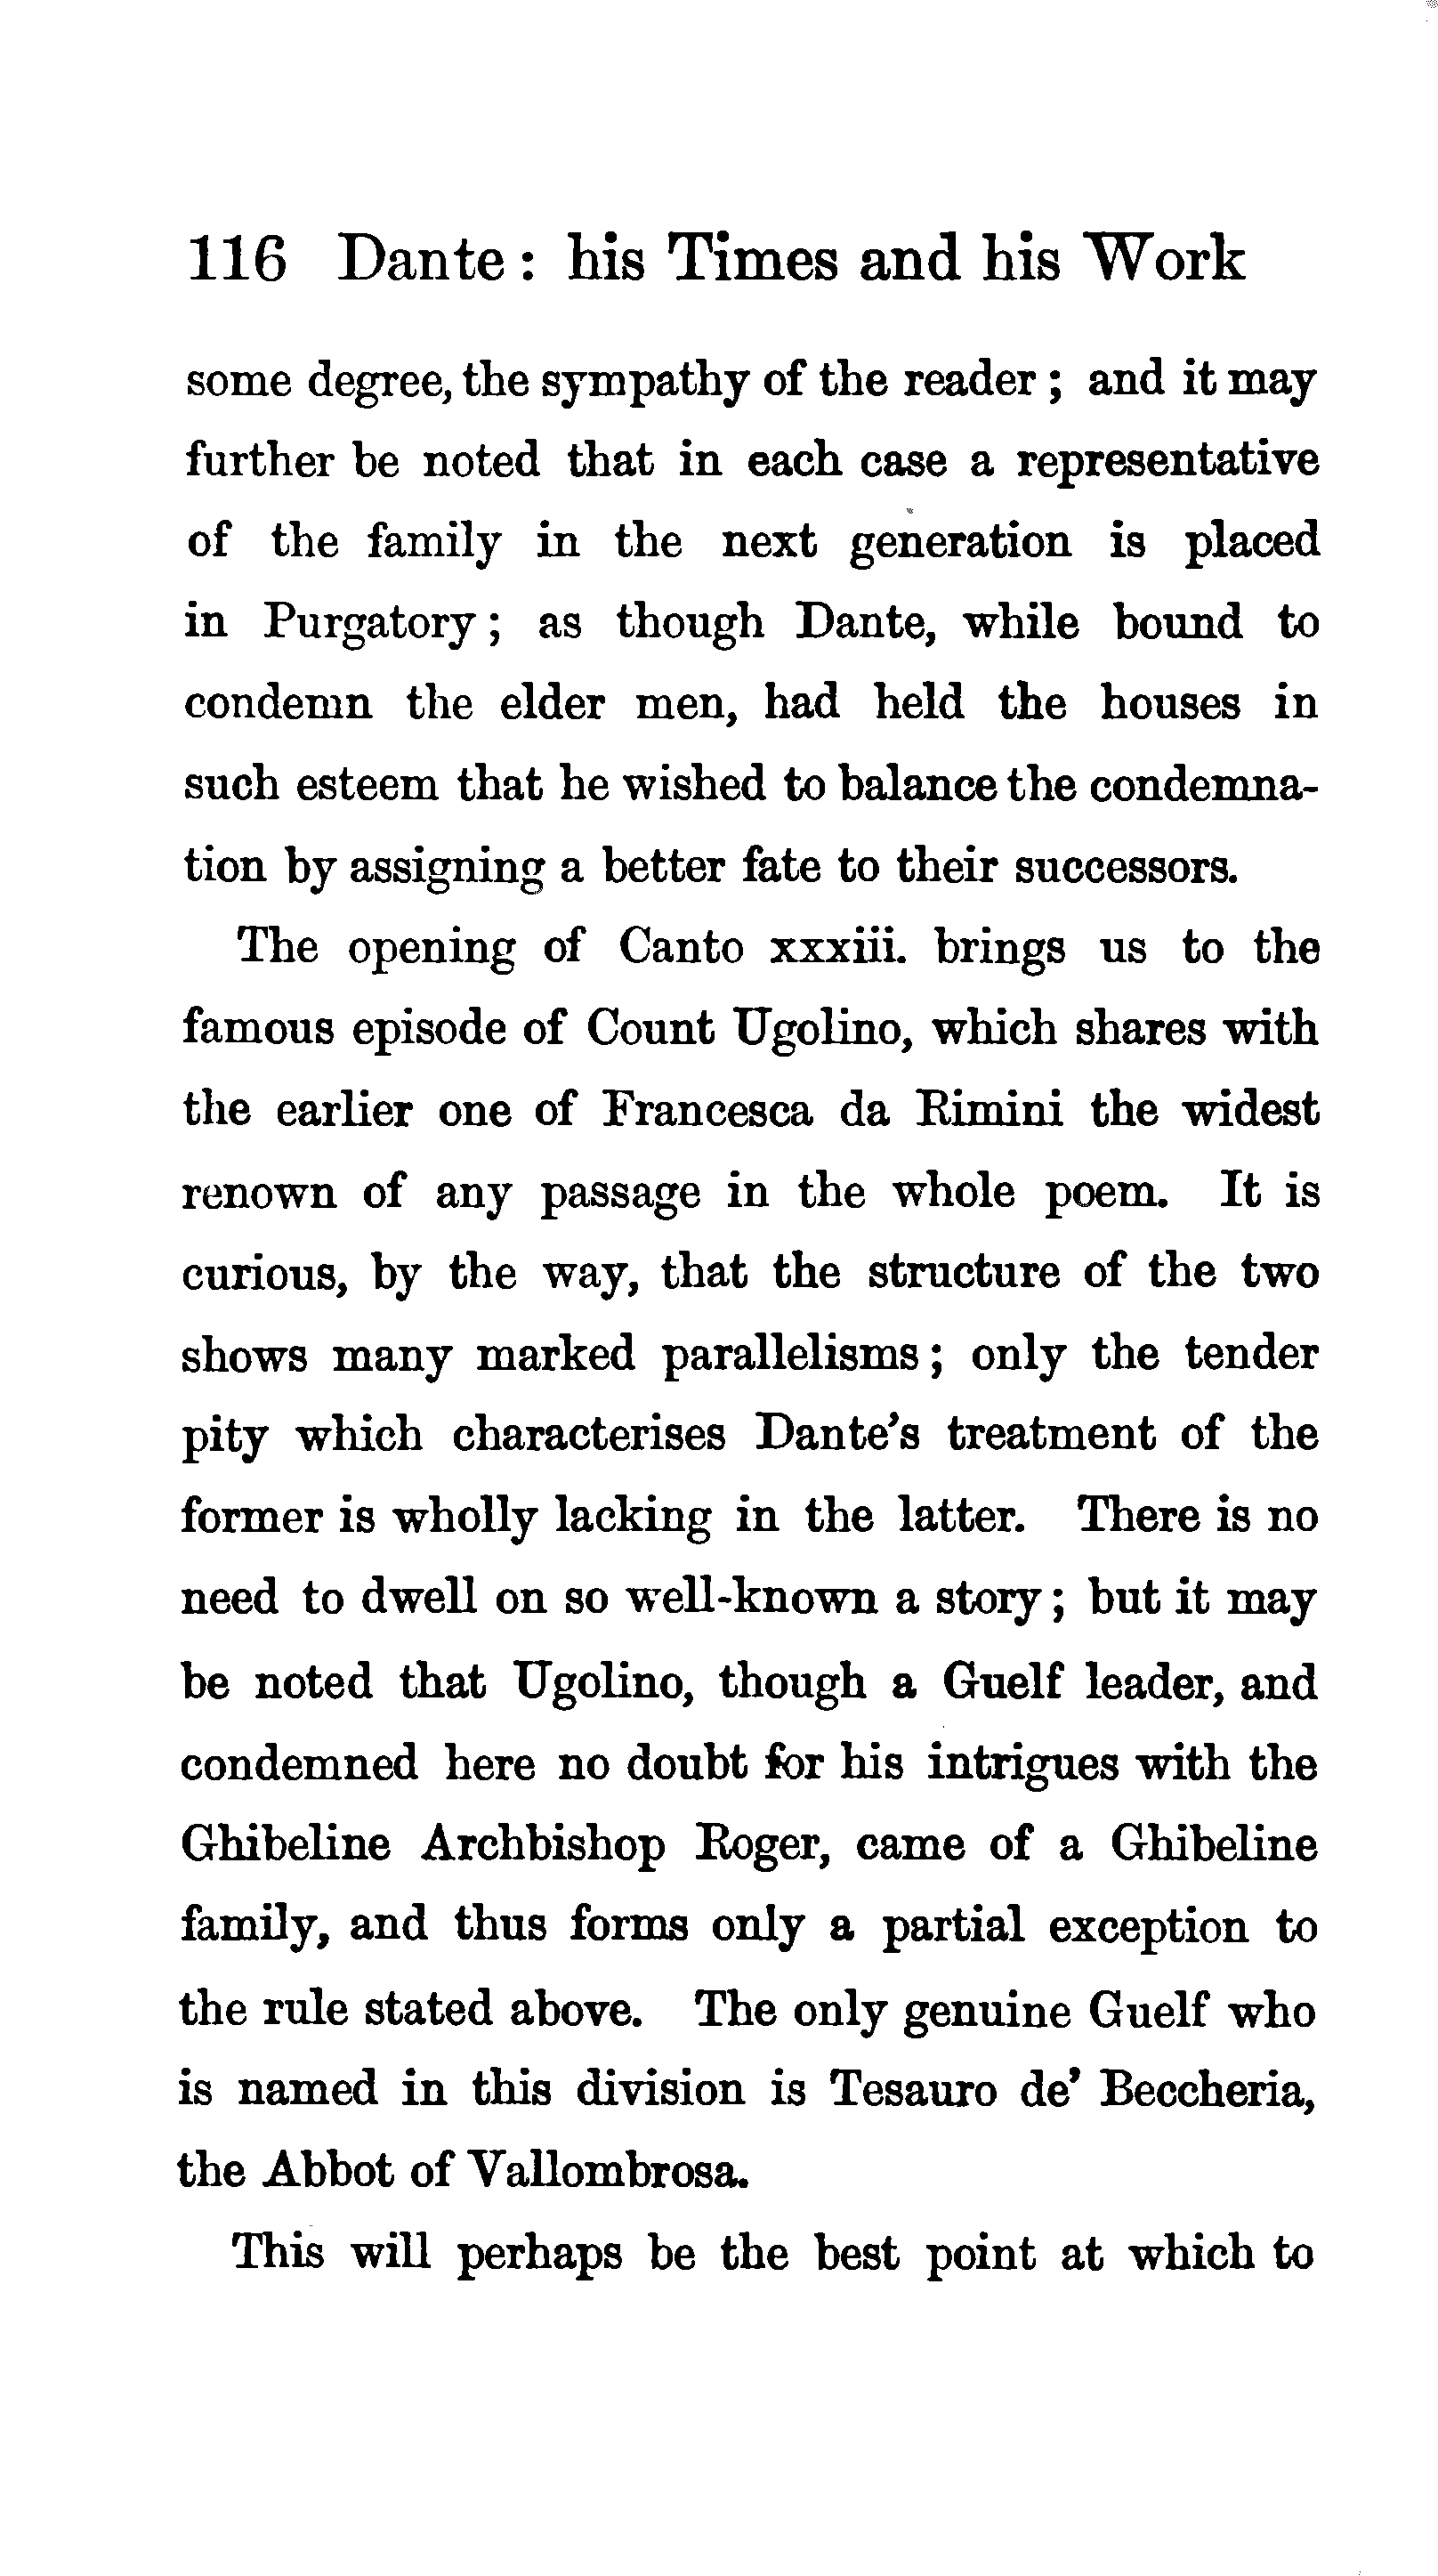 116 Dante: his Times and his Work
some degree, the sympathy of the reader; and it may
further be noted that in each case a representative
of the family in the next generation is placed
in Purgatory; as though Dante, while bound to
condemn the elder men, had held the houses in
such esteem that he wished to balance the condemna-
tion by assigning a better fate to their successors.
The opening of Canto xxxiii. brings us to the
famous episode of Count Ugolino, which shares with
the earlier one of Francesca da Rimini the widest
renown of any passage in the whole poem. It is
curious, by the way, that the structure of the two
shows many marked parallelisms; only the tender
pity which characterises Dante's treatment of the
former is wholly lacking in the latter. There is no
need to dwell on so well-known a story; but it may
be noted that Ugolino, though a Guelf leader, and
condemned here no doubt for his intrigues with the
Ghibeline Archbishop Roger, came of a Ghibeline
family, and thus forms only a partial exception to
the rule stated above. The only genuine Guelf who
is named in this division is Tesauro de' Beccheria,
the Abbot of Vallombrosa.
This will perhaps be the best point at which to